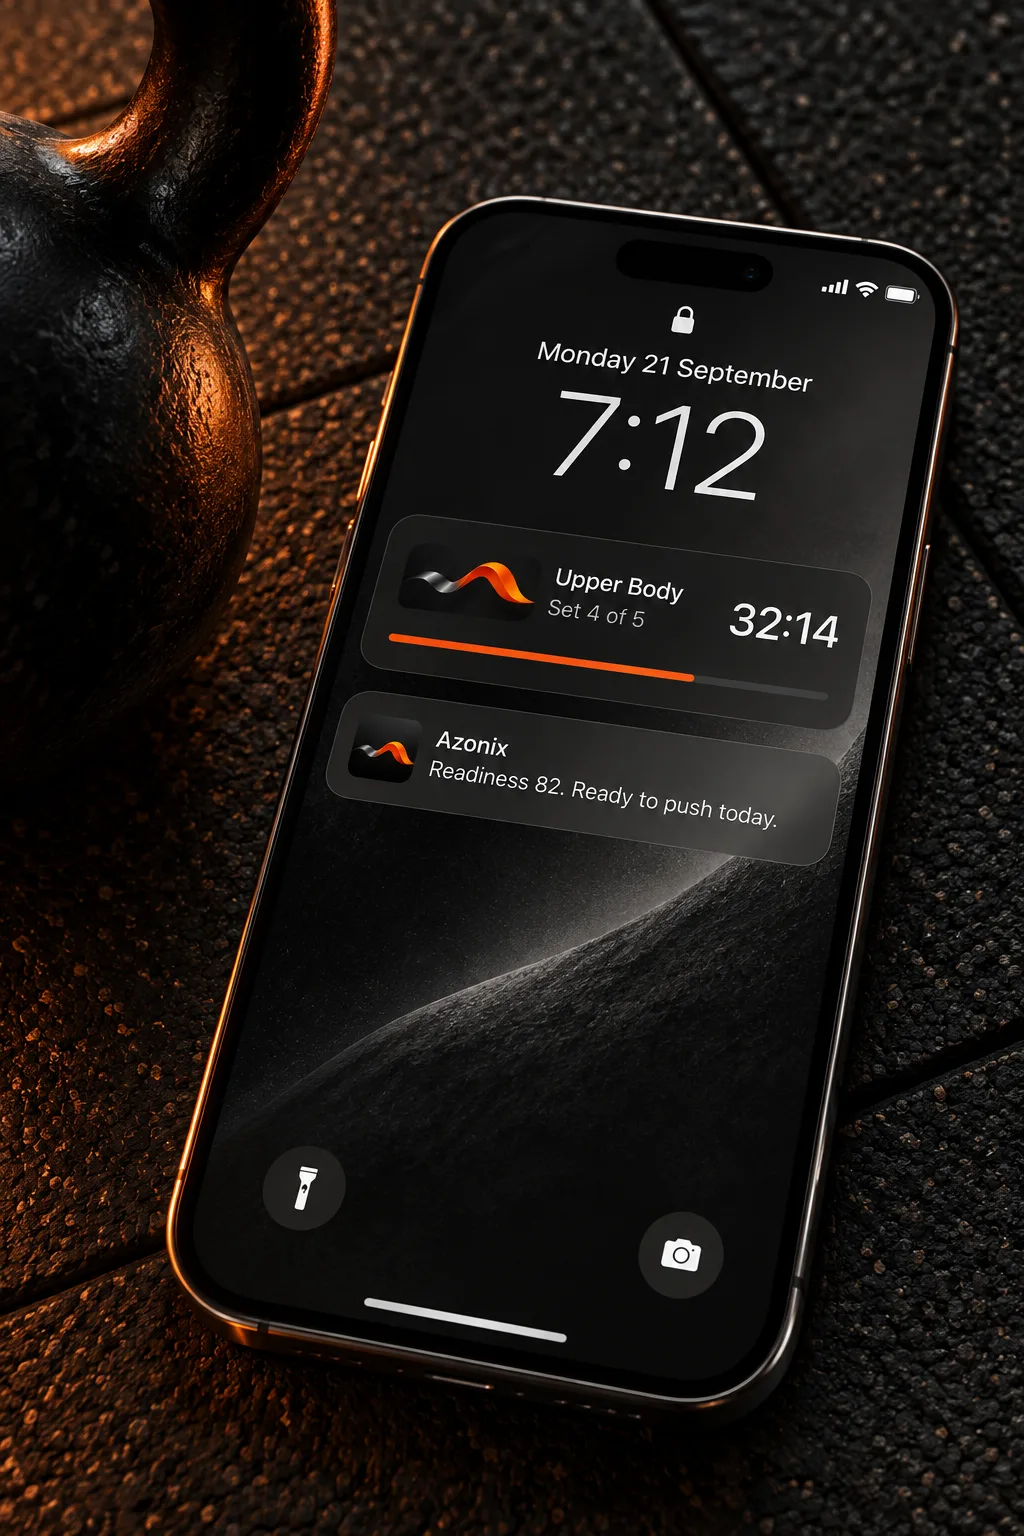 Monday 21 September
7:12
Upper Body
Set 4 of 5
32:14
Azonix
Readiness 82. Ready to push today.